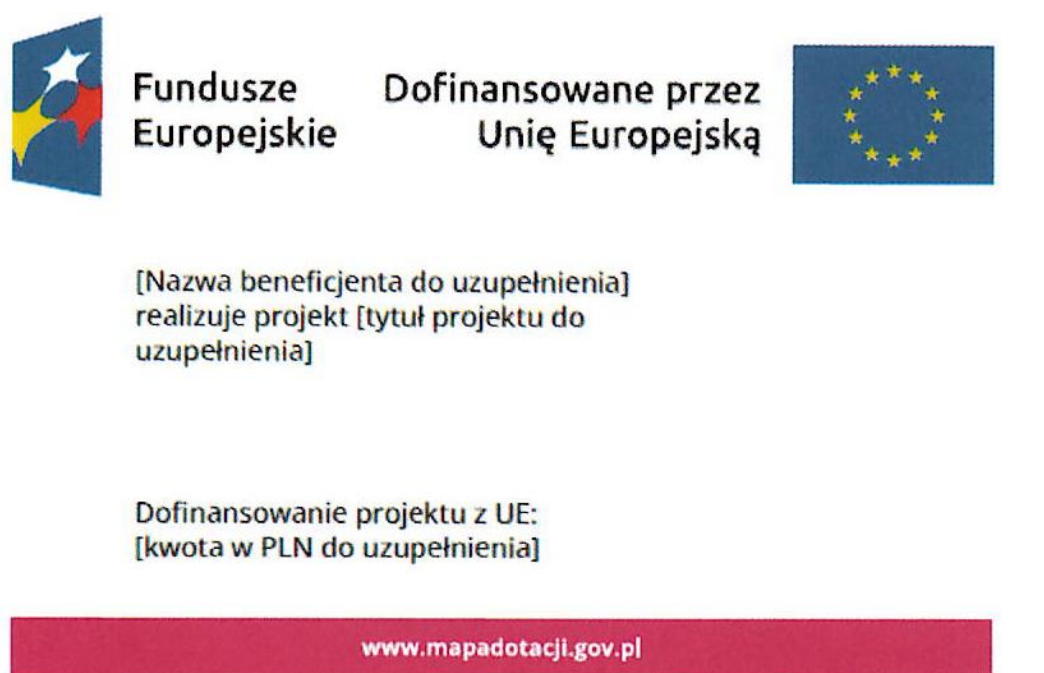 Fundusze
Europejskie
Dofinansowane przez
Unię Europejską
[Nazwa beneficjenta do uzupełnienia]
realizuje projekt [tytuł projektu do
uzupełnienia]
Dofinansowanie projektu z UE:
[kwota w PLN do uzupełnienia]
www.mapadotacji.gov.pl